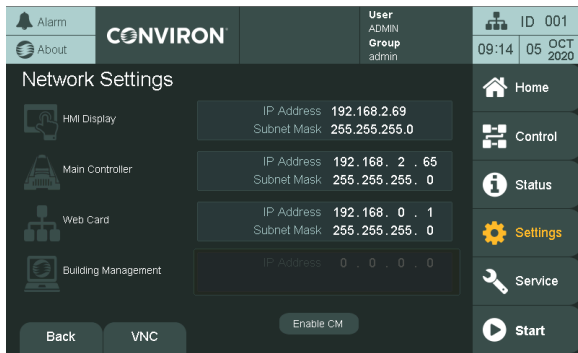 Alarm
About
CONVIRON
User
ADMIN
Group
admin
ID 001
09:14 05 OCT 2020
Network Settings
HMI Display
IP Address 192.168.2.69
Subnet Mask 255.255.255.0
Main Controller
IP Address 192.168. 2 . 65
Subnet Mask 255.255.255. 0
Web Card
IP Address 192.168. 0 . 1
Subnet Mask 255.255.255. 0
Building Management
IP Address 0 . 0 . 0 . 0
Back
VNC
Enable CM
Home
Control
Status
Settings
Service
Start